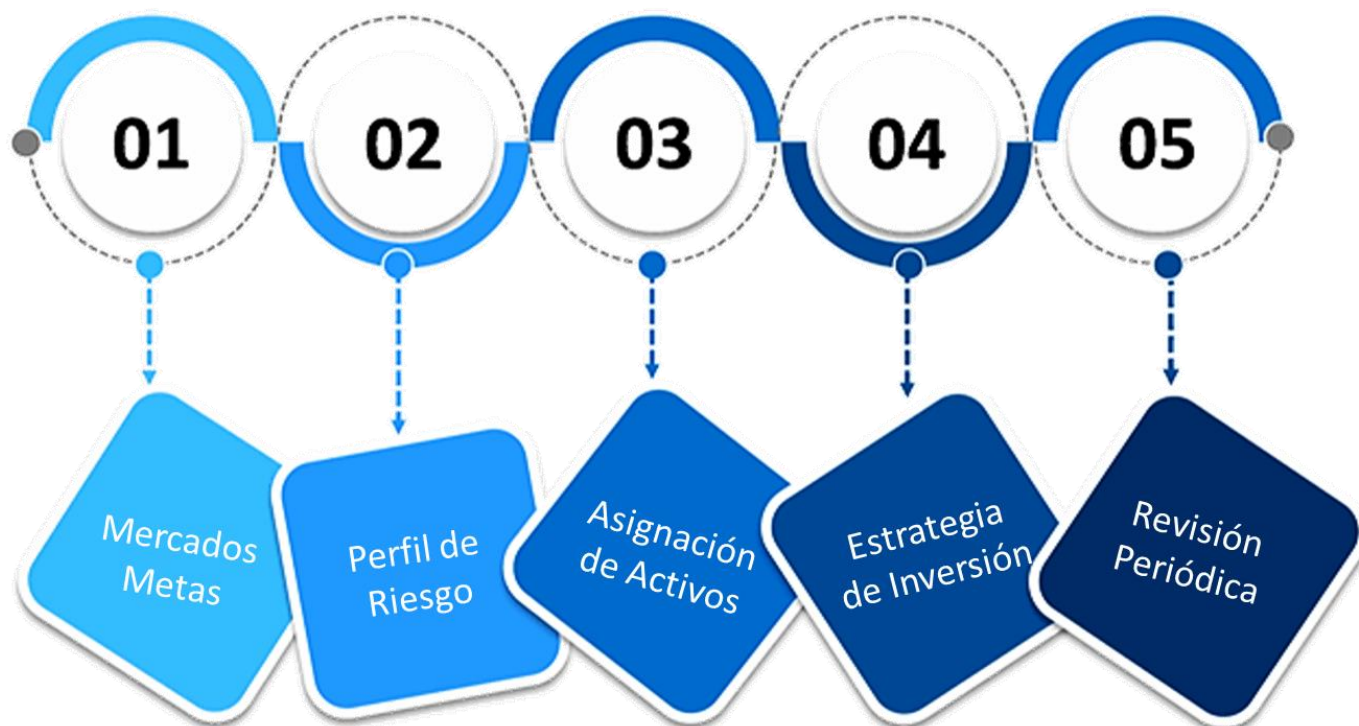 01
02
03
04
05
Mercados
Metas
Perfil de
Riesgo
Asignación
de Activos
Estrategia
de Inversión
Revisión
Periódica